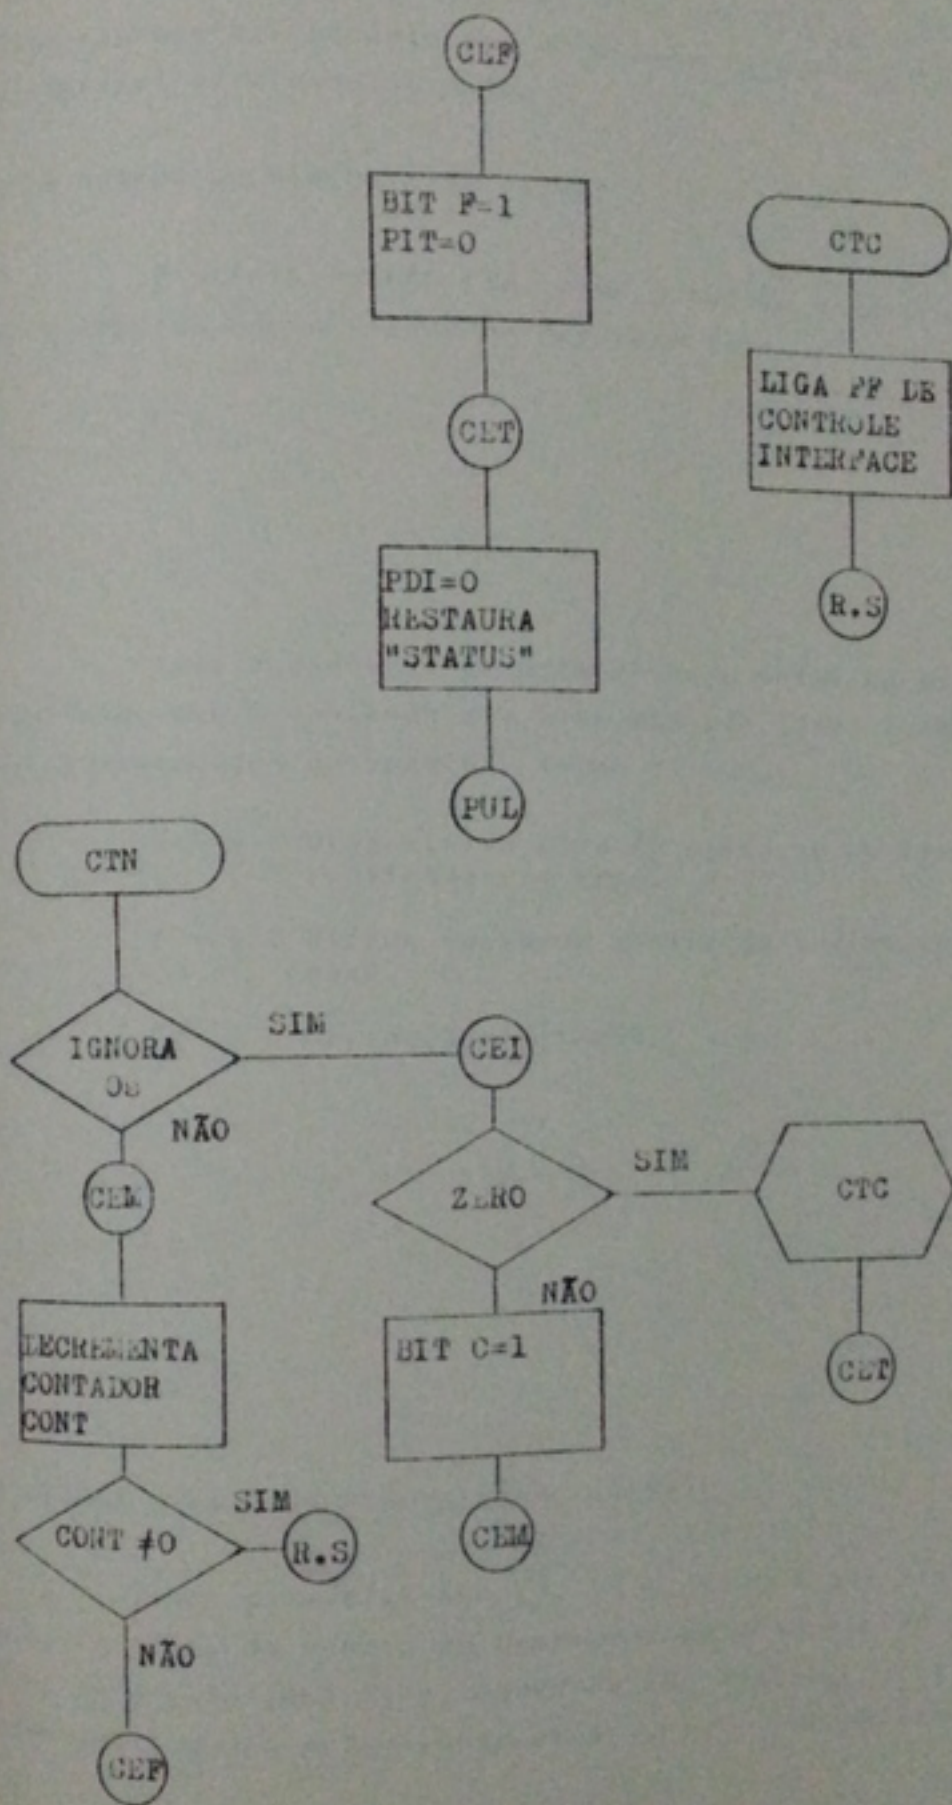 CEF
BIT F=1
PIT=0
CTC
LIGA FF DE
CONTROLE
INTERFACE
CET
R.S
PDI=0
RESTAURA
"STATUS"
PUL
CTN
IGNORA
SIM
NÃO
CEI
CEM
ZERO
SIM
CTC
NÃO
DECREMENTA
CONTADOR
CONT
BIT C=1
CET
CONT ≠0
SIM
R.S
CEM
NÃO
CEF